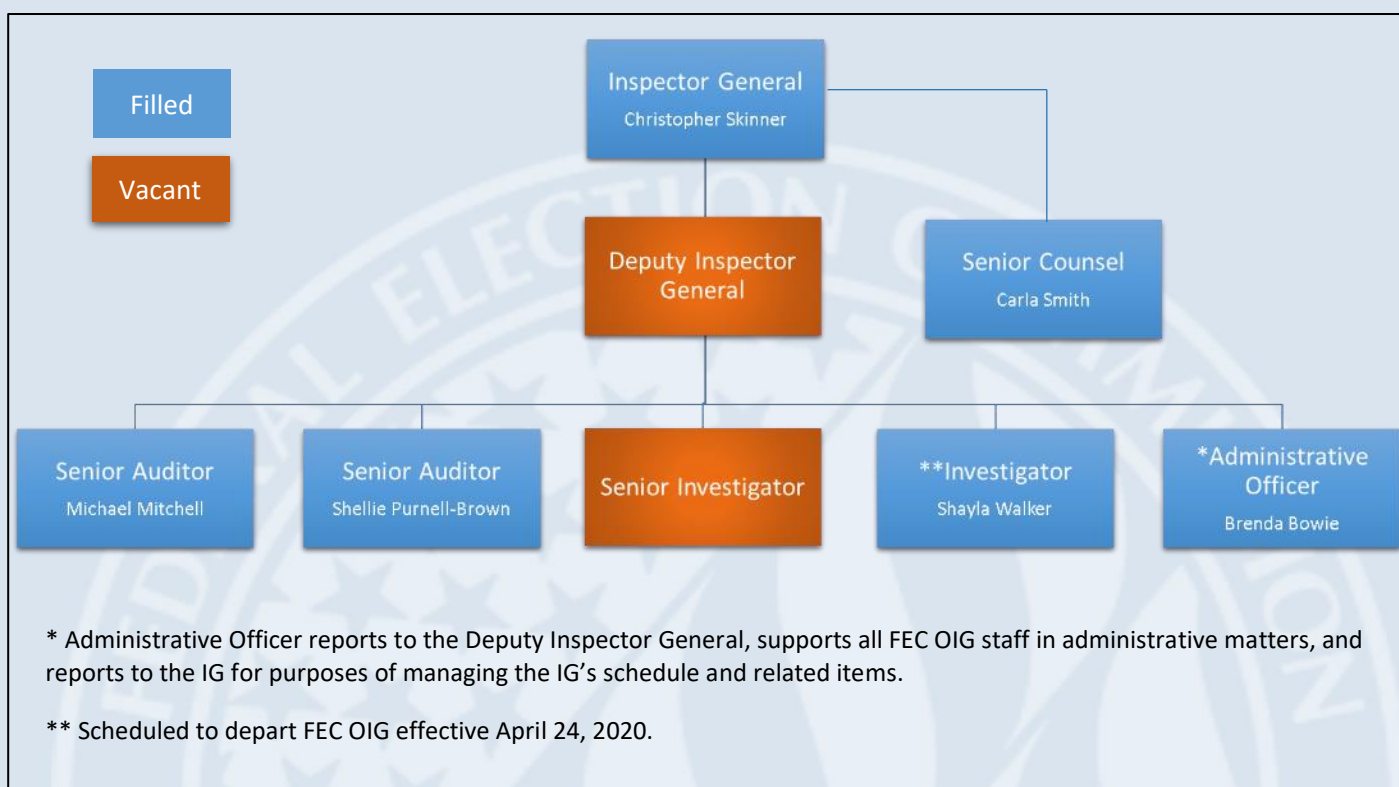 Filled
Vacant
Inspector General
Christopher Skinner
Deputy Inspector
General
Senior Counsel
Carla Smith
Senior Auditor
Michael Mitchell
Senior Auditor
Shellie Purnell-Brown
Senior Investigator
**Investigator
Shayla Walker
*Administrative
Officer
Brenda Bowie
* Administrative Officer reports to the Deputy Inspector General, supports all FEC OIG staff in administrative matters, and
reports to the IG for purposes of managing the IG’s schedule and related items.
** Scheduled to depart FEC OIG effective April 24, 2020.
FEDERAL ELECTION COMMISSION